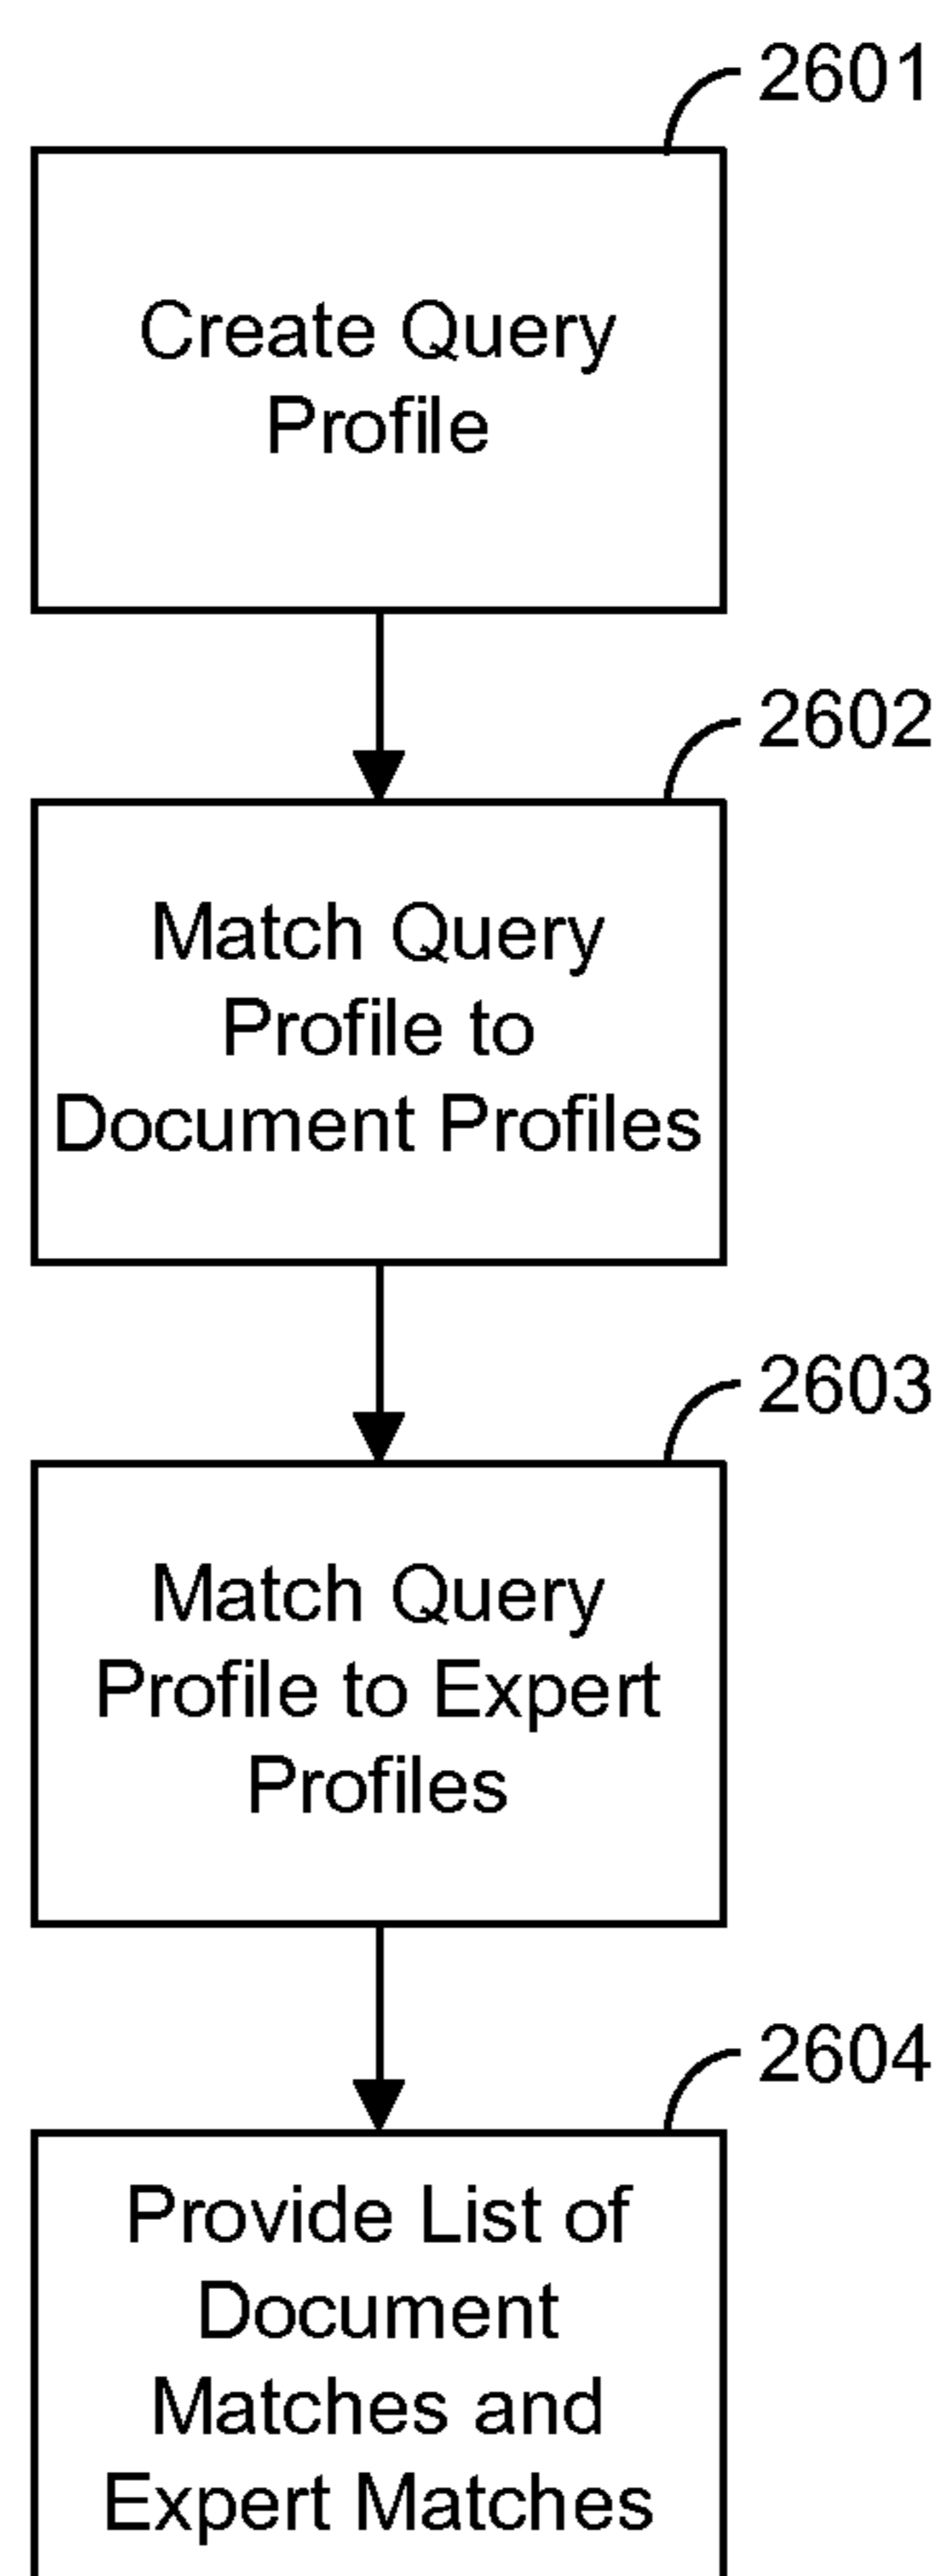 2601
Create Query
Profile
2602
Match Query
Profile to
Document Profiles
2603
Match Query
Profile to Expert
Profiles
2604
Provide List of
Document
Matches and
Expert Matches